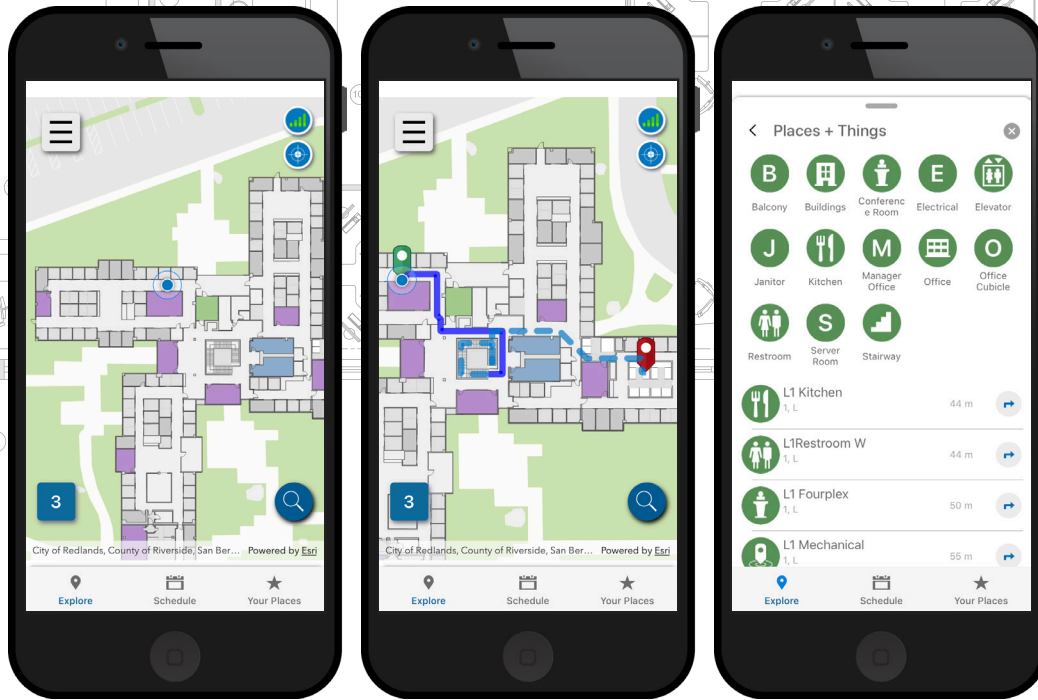 3
City of Redlands, County of Riverside, San Ber... Powered by Esri
Explore Schedule Your Places
3
City of Redlands, County of Riverside, San Ber... Powered by Esri
Explore Schedule Your Places
Places + Things
B E
Balcony Buildings Conferenc Electrical Elevator
e Room
J M O
Janitor Kitchen Manager Office Office
Office Cubicle
S
Restroom Server Stairway
Room
L1 Kitchen
1, L 44 m
L1Restroom W
1, L 44 m
L1 Fourplex
1, L 50 m
L1 Mechanical
1, L 55 m
Explore Schedule Your Places